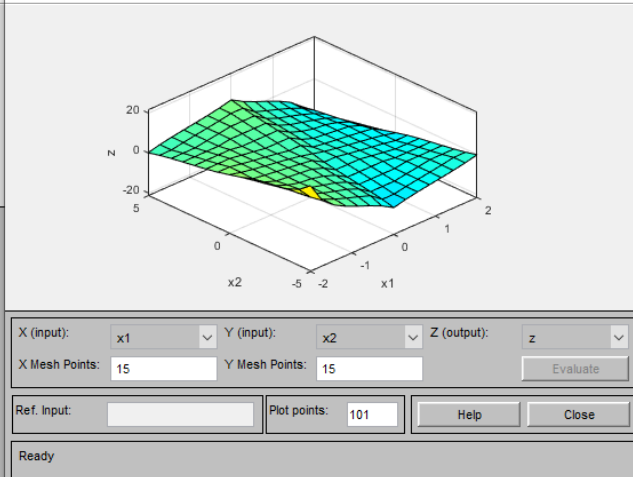 20
0
-20
z
5
0
-5
x2
-2
-1
0
1
2
x1
X (input): x1 Y (input): x2 Z (output): z
X Mesh Points: 15 Y Mesh Points: 15 Evaluate
Ref. Input: Plot points: 101 Help Close
Ready